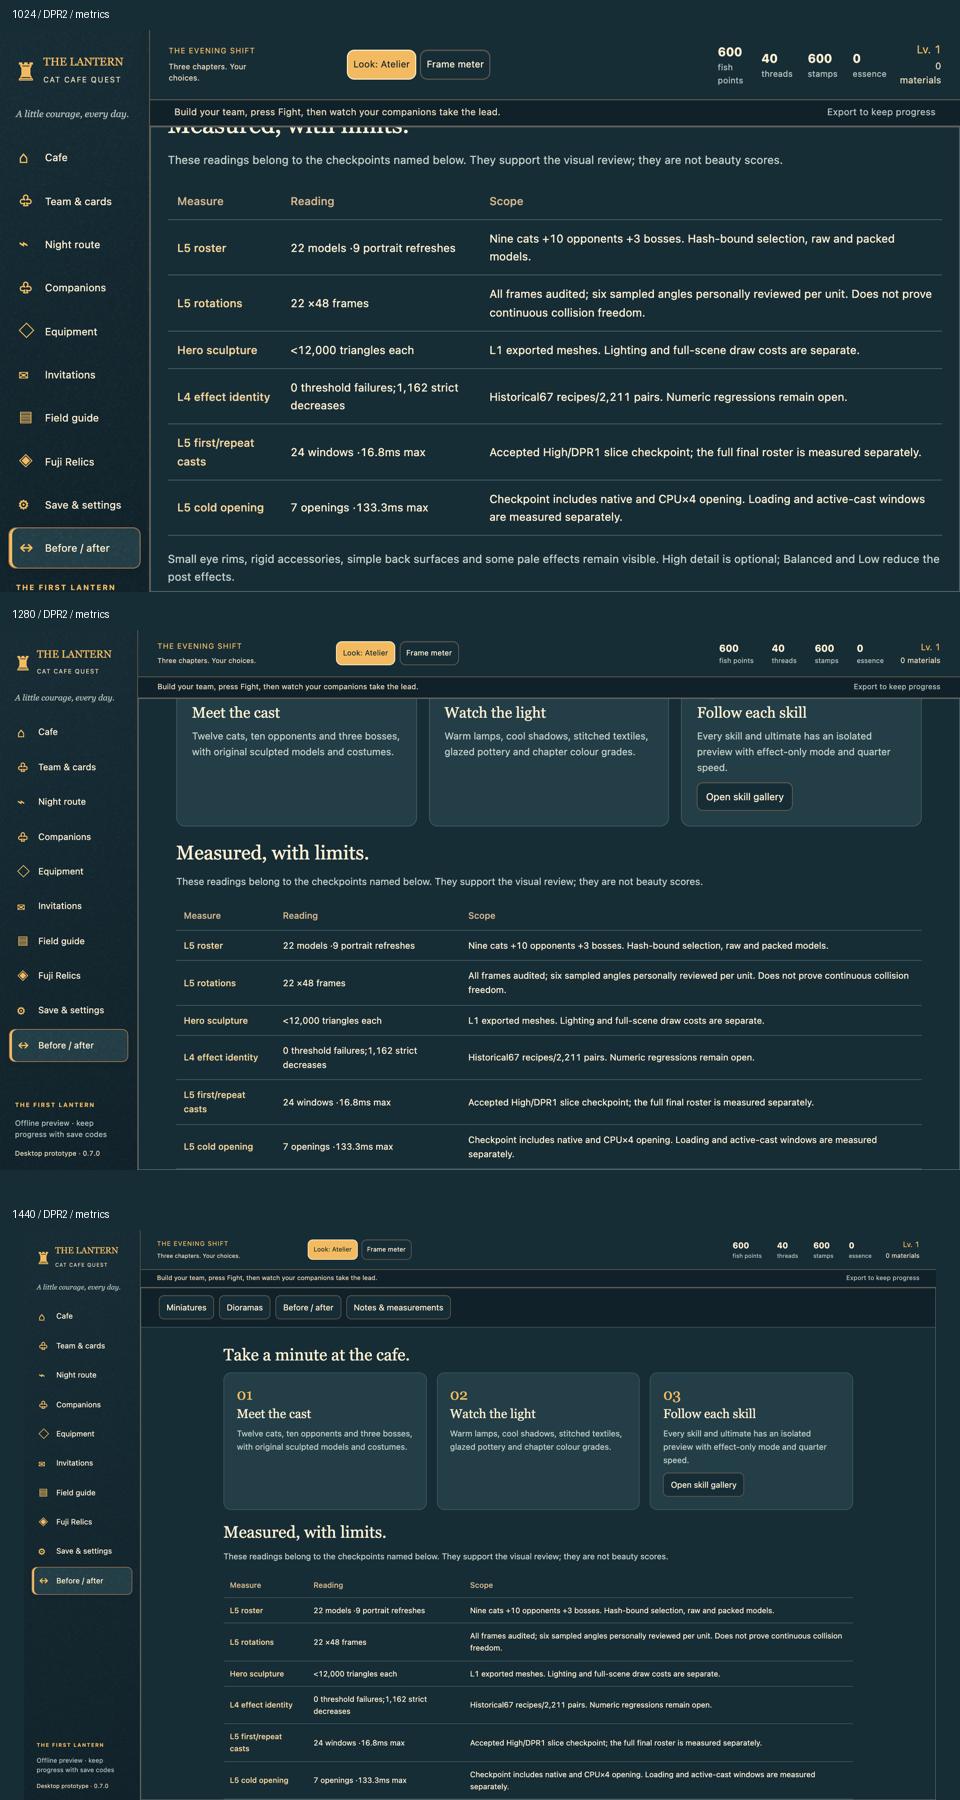 1024 / DPR2 / metrics
THE LANTERN
CAT CAFE QUEST
A little courage, every day.
Cafe
Team & cards
Night route
Companions
Equipment
Invitations
Field guide
Fuji Relics
Save & settings
Before / after
THE FIRST LANTERN
THE EVENING SHIFT
Three chapters. Your
choices.
Look: Atelier
Frame meter
600
fish
points
40
threads
600
stamps
0
essence
Lv. 1
0
materials
Build your team, press Fight, then watch your companions take the lead.
Export to keep progress
Measured, with limits.
These readings belong to the checkpoints named below. They support the visual review; they are not beauty scores.
Measure Reading Scope
L5 roster 22 models ·9 portrait refreshes Nine cats +10 opponents +3 bosses. Hash-bound selection, raw and packed
models.
L5 rotations 22 ×48 frames All frames audited; six sampled angles personally reviewed per unit. Does not prove
continuous collision freedom.
Hero sculpture <12,000 triangles each L1 exported meshes. Lighting and full-scene draw costs are separate.
L4 effect identity 0 threshold failures;1,162 strict
decreases Historical67 recipes/2,211 pairs. Numeric regressions remain open.
L5 first/repeat
casts 24 windows ·16.8ms max Accepted High/DPR1 slice checkpoint; the full final roster is measured separately.
L5 cold opening 7 openings ·133.3ms max Checkpoint includes native and CPU×4 opening. Loading and active-cast windows
are measured separately.
Small eye rims, rigid accessories, simple back surfaces and some pale effects remain visible. High detail is optional; Balanced and Low reduce the
post effects.
1280 / DPR2 / metrics
THE LANTERN
CAT CAFE QUEST
A little courage, every day.
Cafe
Team & cards
Night route
Companions
Equipment
Invitations
Field guide
Fuji Relics
Save & settings
Before / after
THE FIRST LANTERN
Offline preview · keep
progress with save codes
Desktop prototype · 0.7.0
THE EVENING SHIFT
Three chapters. Your choices.
Look: Atelier
Frame meter
600
fish points
40
threads
600
stamps
0
essence
Lv. 1
0 materials
Build your team, press Fight, then watch your companions take the lead.
Export to keep progress
Meet the cast
Twelve cats, ten opponents and three bosses,
with original sculpted models and costumes.
Watch the light
Warm lamps, cool shadows, stitched textiles,
glazed pottery and chapter colour grades.
Follow each skill
Every skill and ultimate has an isolated
preview with effect-only mode and quarter
speed.
Open skill gallery
Measured, with limits.
These readings belong to the checkpoints named below. They support the visual review; they are not beauty scores.
Measure Reading Scope
L5 roster 22 models ·9 portrait refreshes Nine cats +10 opponents +3 bosses. Hash-bound selection, raw and packed models.
L5 rotations 22 ×48 frames All frames audited; six sampled angles personally reviewed per unit. Does not prove continuous collision
freedom.
Hero sculpture <12,000 triangles each L1 exported meshes. Lighting and full-scene draw costs are separate.
L4 effect identity 0 threshold failures;1,162 strict
decreases Historical67 recipes/2,211 pairs. Numeric regressions remain open.
L5 first/repeat
casts 24 windows ·16.8ms max Accepted High/DPR1 slice checkpoint; the full final roster is measured separately.
L5 cold opening 7 openings ·133.3ms max Checkpoint includes native and CPU×4 opening. Loading and active-cast windows are measured
separately.
1440 / DPR2 / metrics
THE LANTERN
CAT CAFE QUEST
A little courage, every day.
Cafe
Team & cards
Night route
Companions
Equipment
Invitations
Field guide
Fuji Relics
Save & settings
Before / after
THE FIRST LANTERN
Offline preview · keep
progress with save codes
Desktop prototype · 0.7.0
THE EVENING SHIFT
Three chapters. Your choices.
Look: Atelier
Frame meter
600
fish points
40
threads
600
stamps
0
essence
Lv. 1
0 materials
Build your team, press Fight, then watch your companions take the lead.
Export to keep progress
Miniatures
Dioramas
Before / after
Notes & measurements
Take a minute at the cafe.
01
Meet the cast
Twelve cats, ten opponents and three bosses,
with original sculpted models and costumes.
02
Watch the light
Warm lamps, cool shadows, stitched textiles,
glazed pottery and chapter colour grades.
03
Follow each skill
Every skill and ultimate has an isolated
preview with effect-only mode and quarter
speed.
Open skill gallery
Measured, with limits.
These readings belong to the checkpoints named below. They support the visual review; they are not beauty scores.
Measure Reading Scope
L5 roster 22 models ·9 portrait refreshes Nine cats +10 opponents +3 bosses. Hash-bound selection, raw and packed models.
L5 rotations 22 ×48 frames All frames audited; six sampled angles personally reviewed per unit. Does not prove continuous collision
freedom.
Hero sculpture <12,000 triangles each L1 exported meshes. Lighting and full-scene draw costs are separate.
L4 effect identity 0 threshold failures;1,162 strict
decreases Historical67 recipes/2,211 pairs. Numeric regressions remain open.
L5 first/repeat
casts 24 windows ·16.8ms max Accepted High/DPR1 slice checkpoint; the full final roster is measured separately.
L5 cold opening 7 openings ·133.3ms max Checkpoint includes native and CPU×4 opening. Loading and active-cast windows are measured
separately.